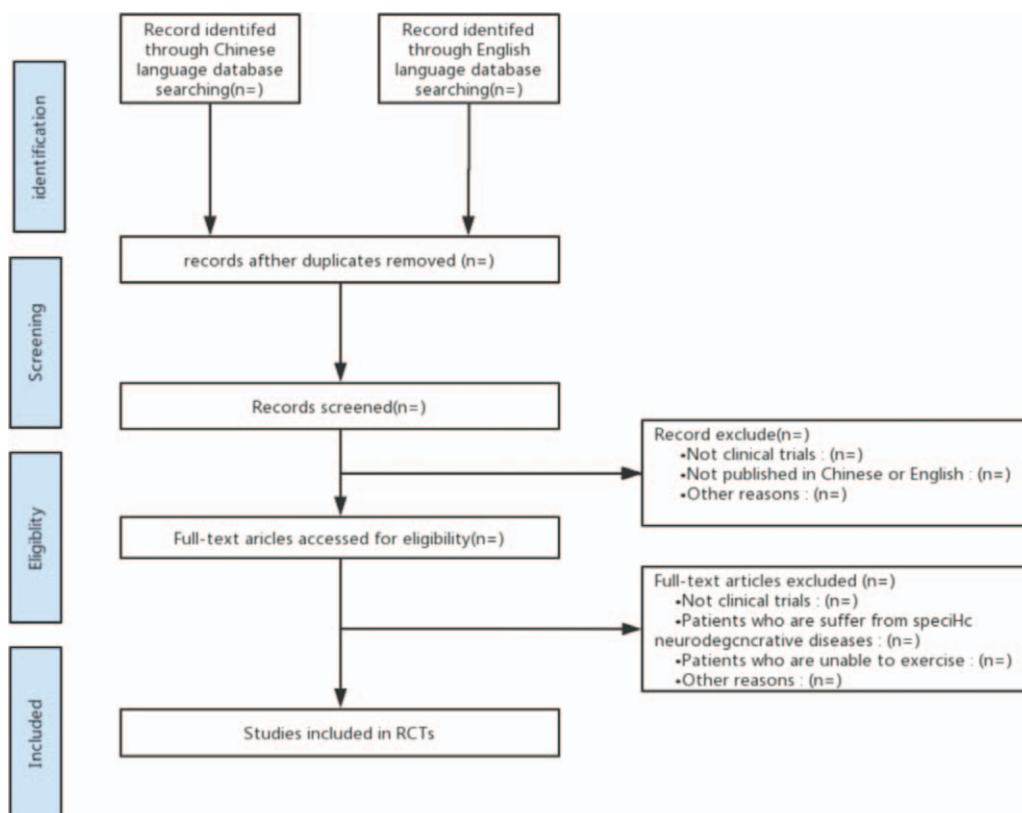 Record identifed
through Chinese
language database
searching(n=)
Record identifed
through English
language database
searching(n=)
identification
records afther duplicates removed (n=)
Screening
Records screened(n=)
Record exclude(n=)
•Not clinical trials : (n=)
•Not published in Chinese or English : (n=)
•Other reasons : (n=)
Eligiblity
Full-text aricles accessed for eligibility(n=)
Full-text articles excluded (n=)
•Not clinical trials : (n=)
•Patients who are suffer from speciHc
neurodegcncrative diseases : (n=)
•Patients who are unable to exercise : (n=)
•Other reasons : (n=)
Included
Studies included in RCTs